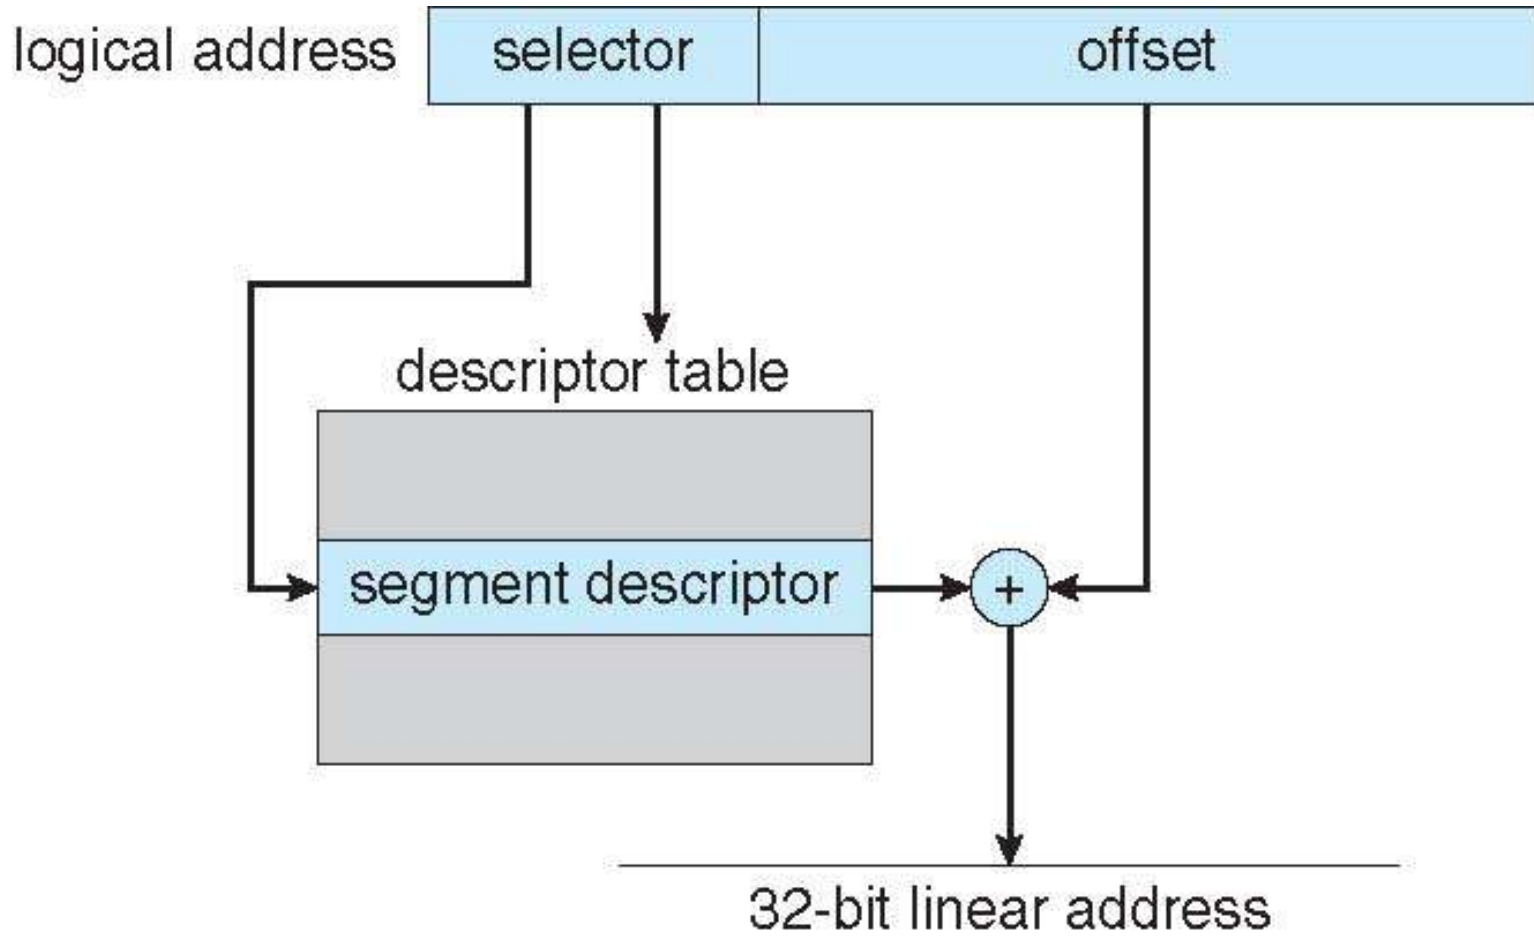 logical address selector offset
descriptor table
segment descriptor +
32-bit linear address